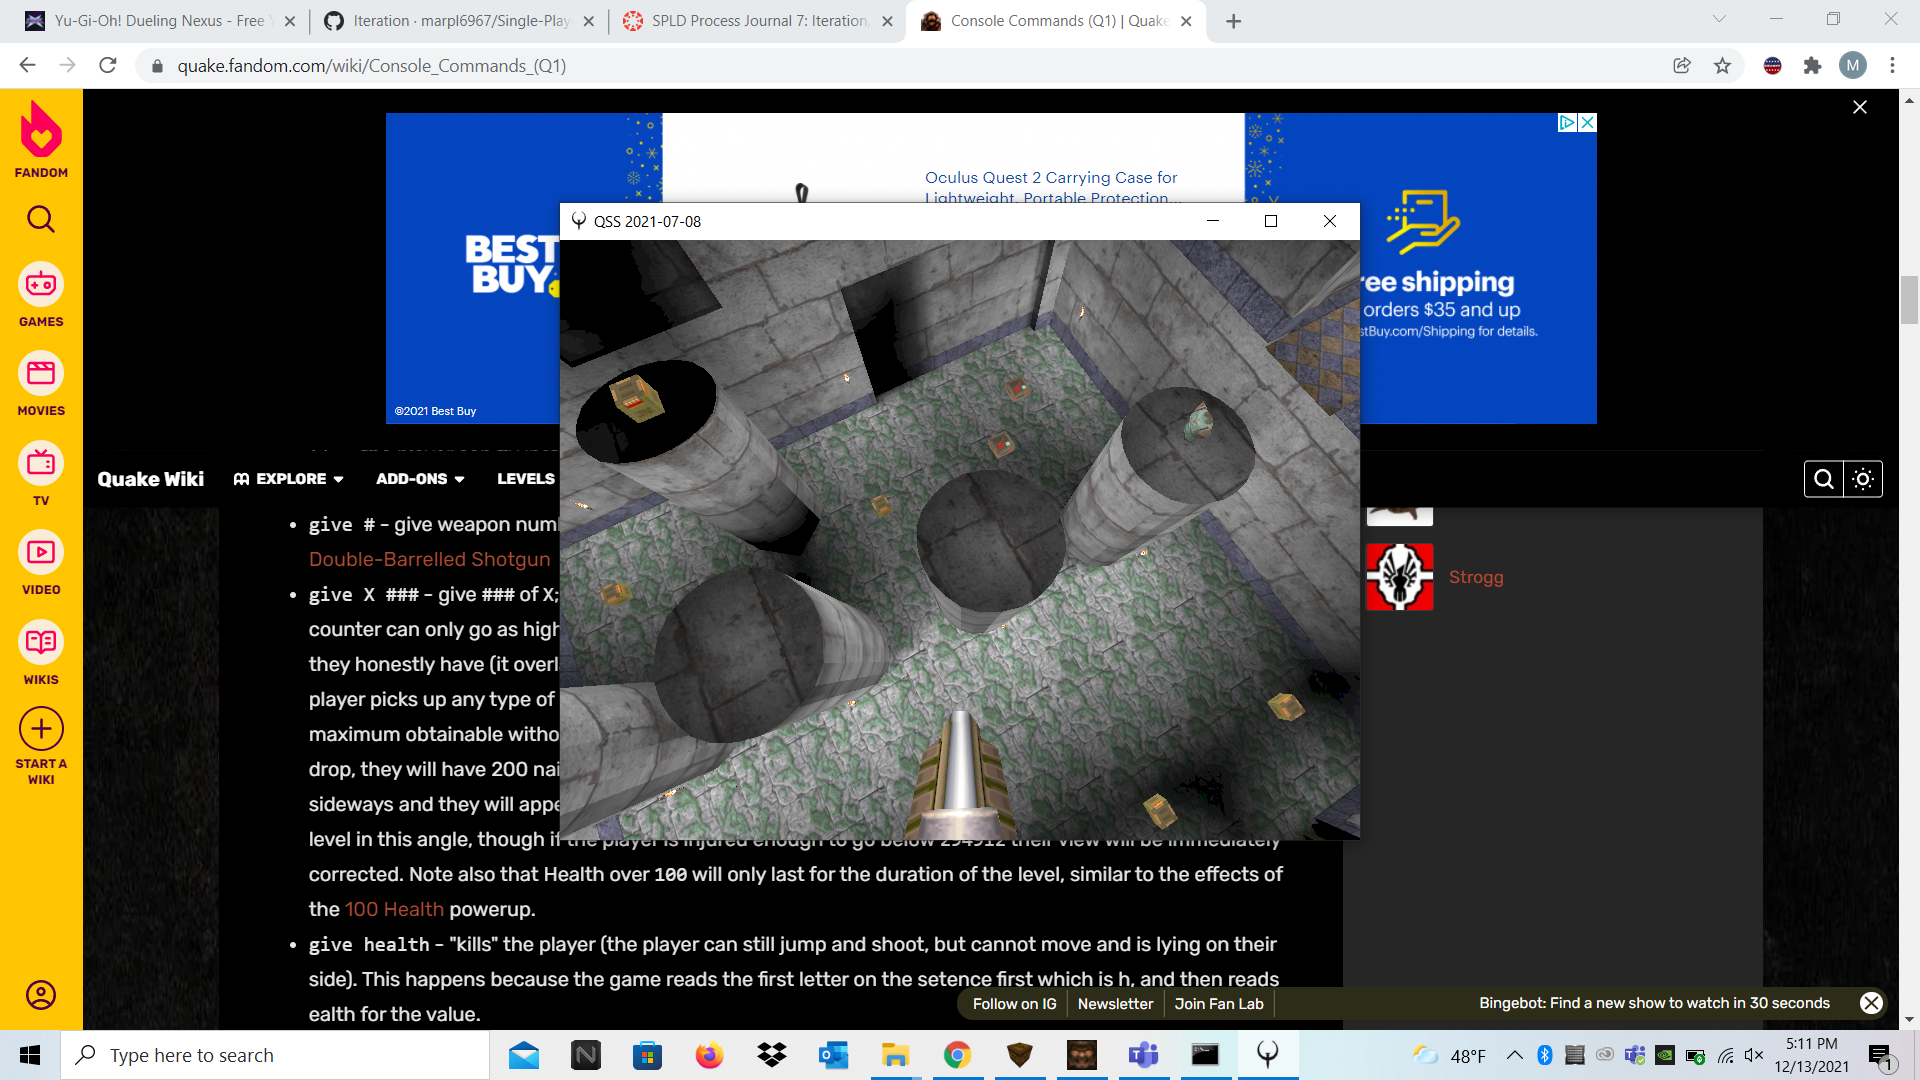 Yu-Gi-Oh! Dueling Nexus - Free
Iteration · marpl6967/Single-Play
SPLD Process Journal 7: Iteration,
Console Commands (Q1) | Quake
quake.fandom.com/wiki/Console_Commands_(Q1)
M
FANDOM
GAMES
MOVIES
TV
VIDEO
WIKIS
START A
WIKI
BEST
BUY
©2021 Best Buy
Oculus Quest 2 Carrying Case for
Lightweight, Portable Protection...
ree shipping
orders $35 and up
stBuy.com/Shipping for details.
QSS 2021-07-08
Quake Wiki
EXPLORE
ADD-ONS
LEVELS
give # - give weapon num
Double-Barrelled Shotgun
give X ### - give ### of X;
counter can only go as high
they honestly have (it overl
player picks up any type of
maximum obtainable witho
drop, they will have 200 nai
sideways and they will appe
level in this angle, though if the player is injured enough to go below 294912 their view will be immediately
corrected. Note also that Health over 100 will only last for the duration of the level, similar to the effects of
the 100 Health powerup.
give health - "kills" the player (the player can still jump and shoot, but cannot move and is lying on their
side). This happens because the game reads the first letter on the setence first which is h, and then reads
ealth for the value.
Strogg
Follow on IG
Newsletter
Join Fan Lab
Bingebot: Find a new show to watch in 30 seconds
Type here to search
48°F
5:11 PM
12/13/2021
1